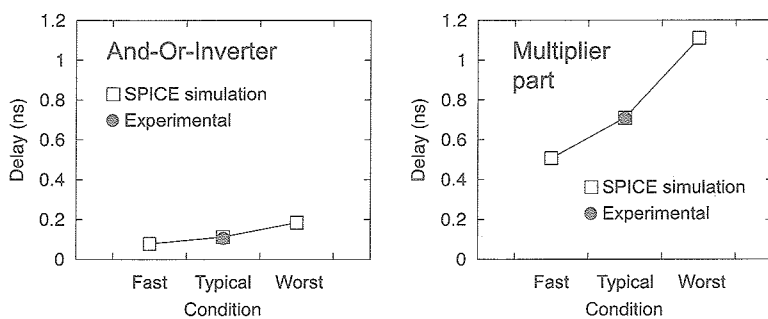 And-Or-Inverter
SPICE simulation
Experimental
Delay (ns)
1.2
1
0.8
0.6
0.4
0.2
0
Fast Typical Worst
Condition
Multiplier
part
SPICE simulation
Experimental
Delay (ns)
1.2
1
0.8
0.6
0.4
0.2
0
Fast Typical Worst
Condition